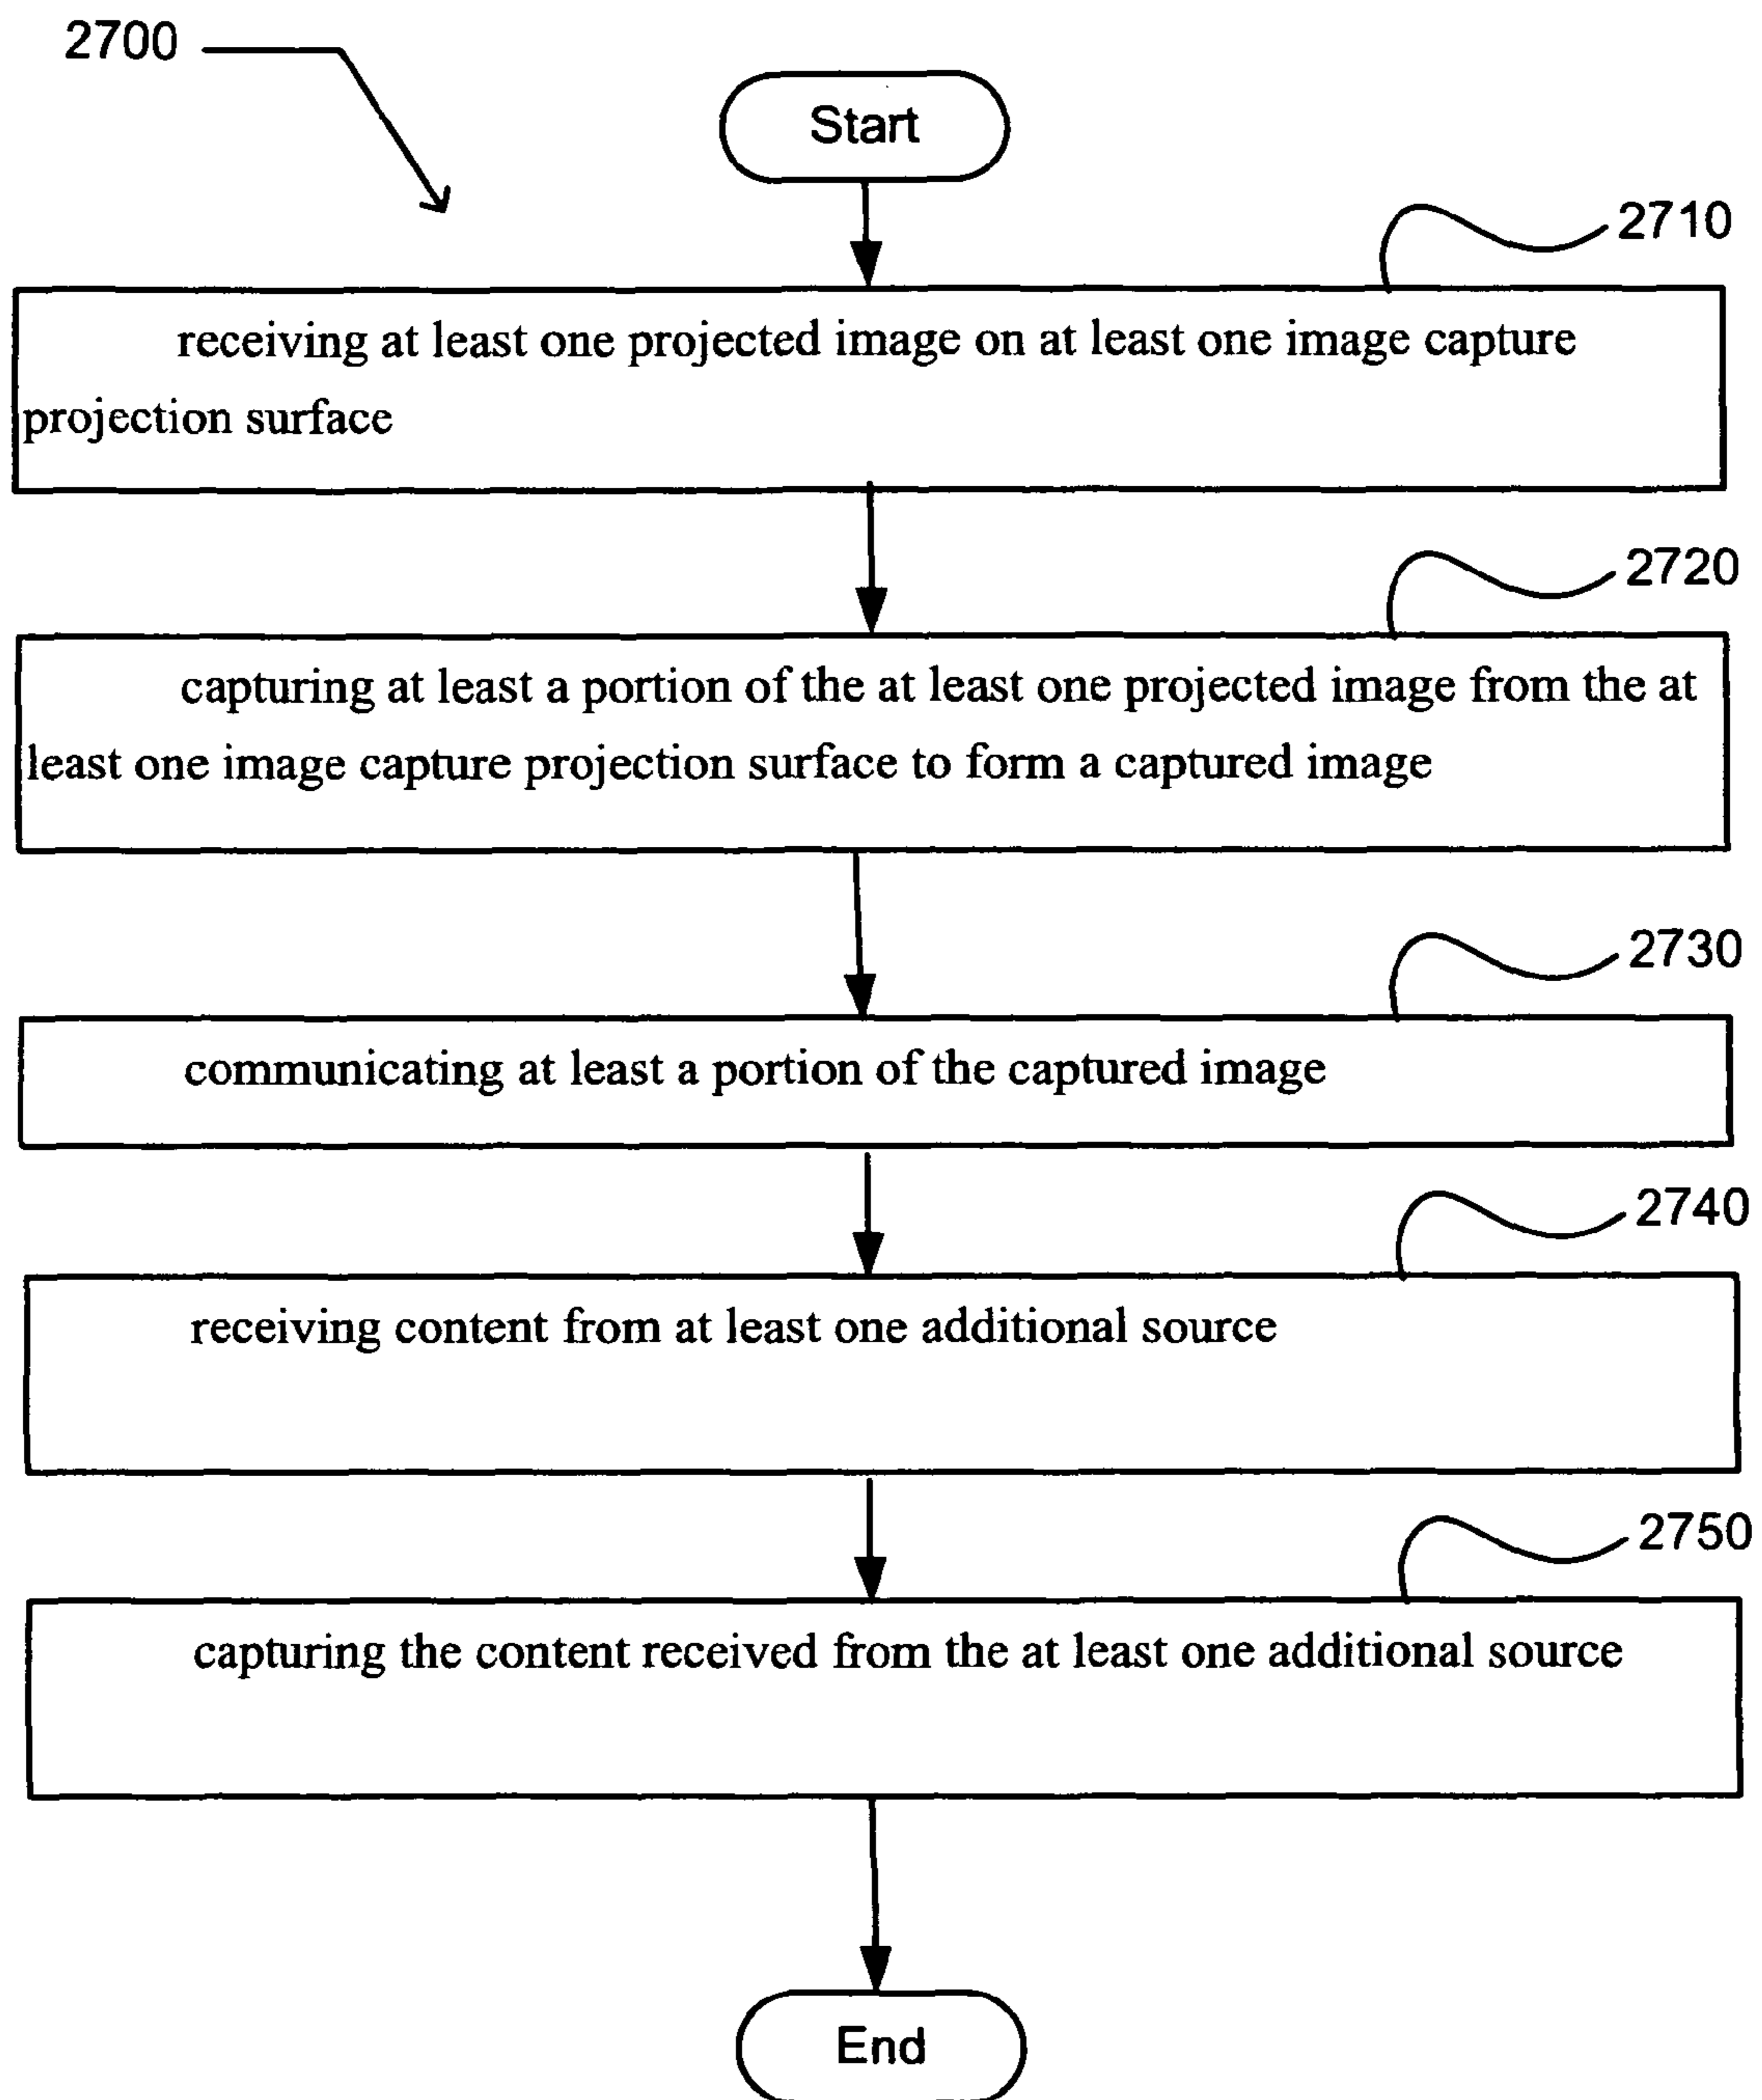 2700
Start
2710
receiving at least one projected image on at least one image capture
projection surface
2720
capturing at least a portion of the at least one projected image from the at
least one image capture projection surface to form a captured image
2730
communicating at least a portion of the captured image
2740
receiving content from at least one additional source
2750
capturing the content received from the at least one additional source
End